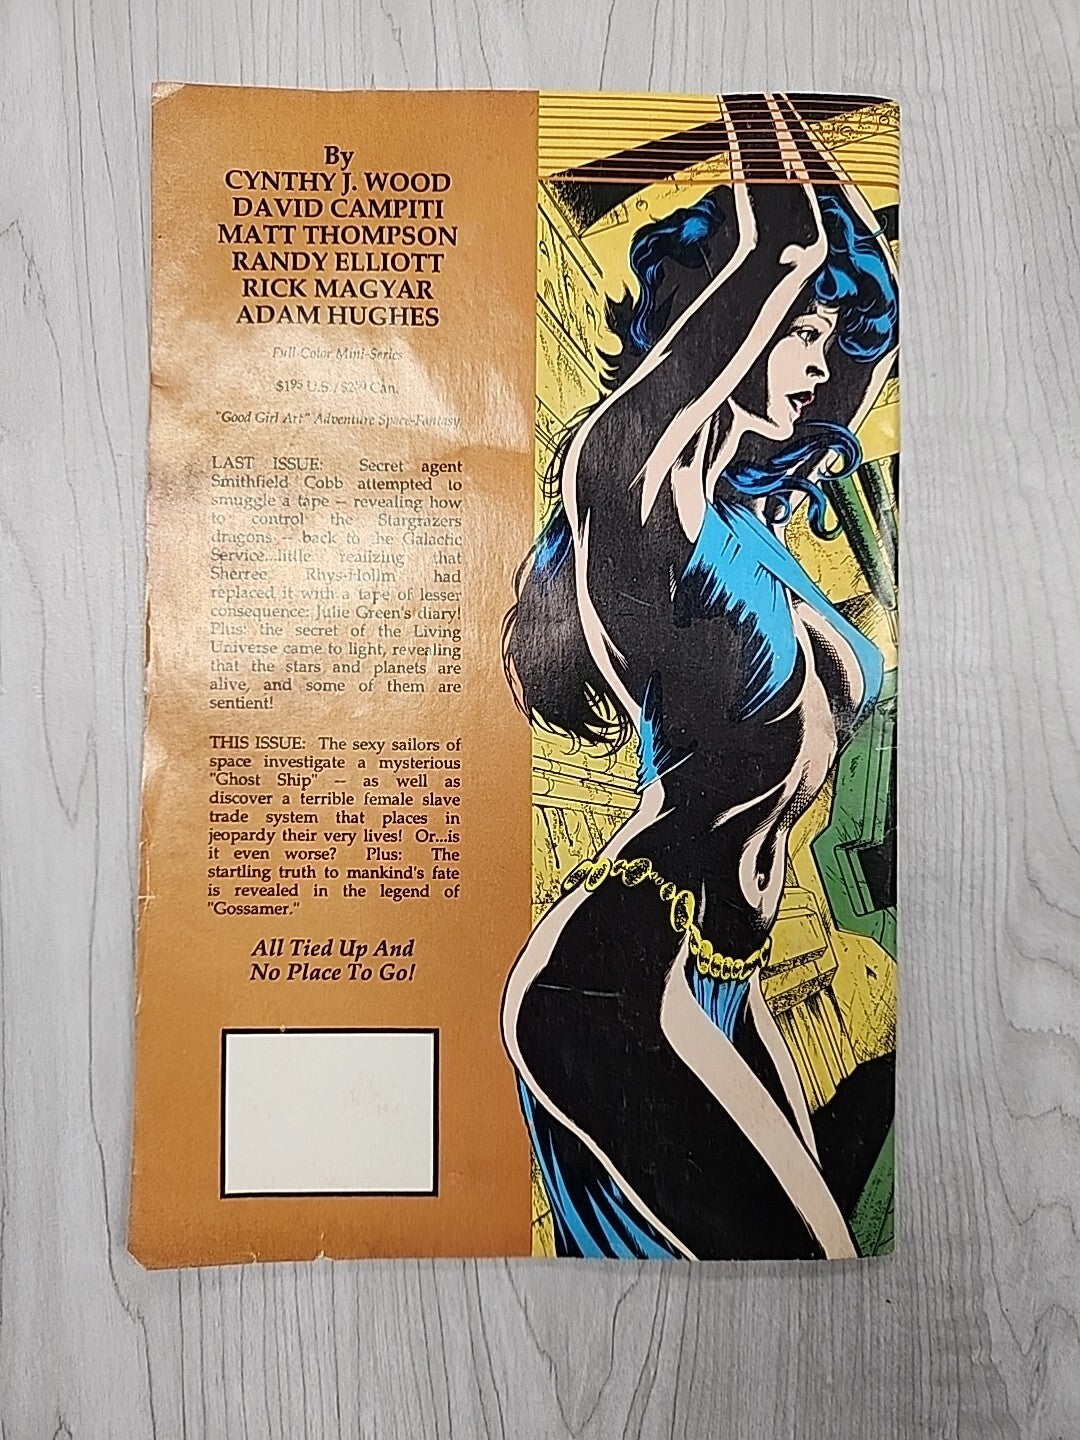 By
CYNTHY J. WOOD
DAVID CAMPITI
MATT THOMPSON
RANDY ELLIOTT
RICK MAGYAR
ADAM HUGHES
Full-Color Mini-Series
$1⁹⁵ U.S./$2⁵⁰ Can.
"Good Girl Art" Adventure Space-Fantasy
LAST ISSUE: Secret agent
Smithfield Cobb attempted to
smuggle a tape -- revealing how
to control the Stargrazers
dragons -- back to the Galactic
Service...little realizing that
Sherree Rhys-Hollm had
replaced it with a tape of lesser
consequence: Julie Green's diary!
Plus: the secret of the Living
Universe came to light, revealing
that the stars and planets are
alive, and some of them are
sentient!
THIS ISSUE: The sexy sailors of
space investigate a mysterious
"Ghost Ship" -- as well as
discover a terrible female slave
trade system that places in
jeopardy their very lives! Or...is
it even worse? Plus: The
startling truth to mankind's fate
is revealed in the legend of
"Gossamer."
All Tied Up And
No Place To Go!